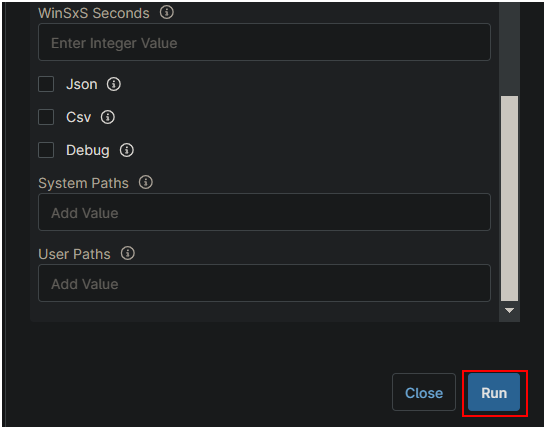 WinSxS Seconds
Enter Integer Value
Json
Csv
Debug
System Paths
Add Value
User Paths
Add Value
Close Run